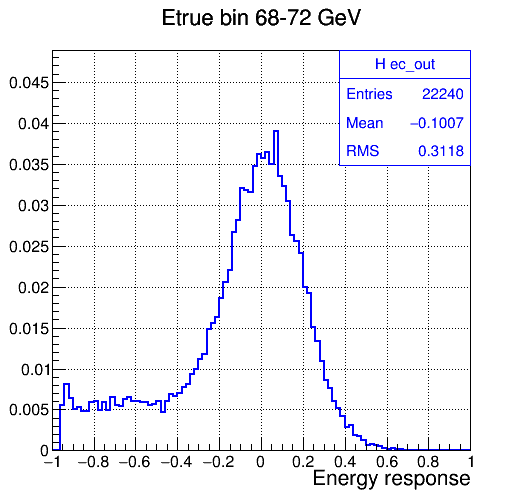 Etrue bin 68-72 GeV
H ec_out
Entries 22240
Mean −0.1007
RMS 0.3118
0.045
0.04
0.035
0.03
0.025
0.02
0.015
0.01
0.005
0
−1 −0.8 −0.6 −0.4 −0.2 0 0.2 0.4 0.6 0.8 1
Energy response